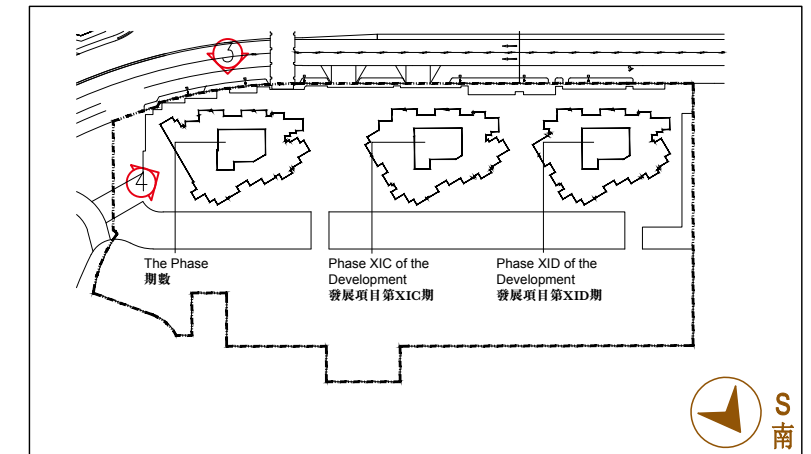 3
4
The Phase
期數
Phase XIC of the
Development
發展項目第XIC期
Phase XID of the
Development
發展項目第XID期
S
南